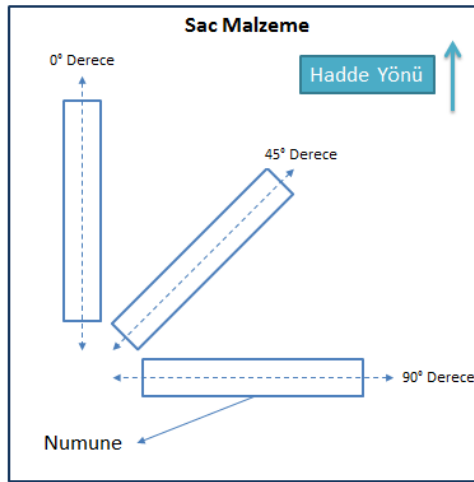 Sac Malzeme
0° Derece
Hadde Yönü
45° Derece
90° Derece
Numune